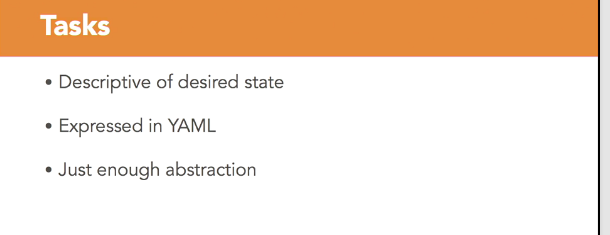 Tasks
• Descriptive of desired state
• Expressed in YAML
• Just enough abstraction